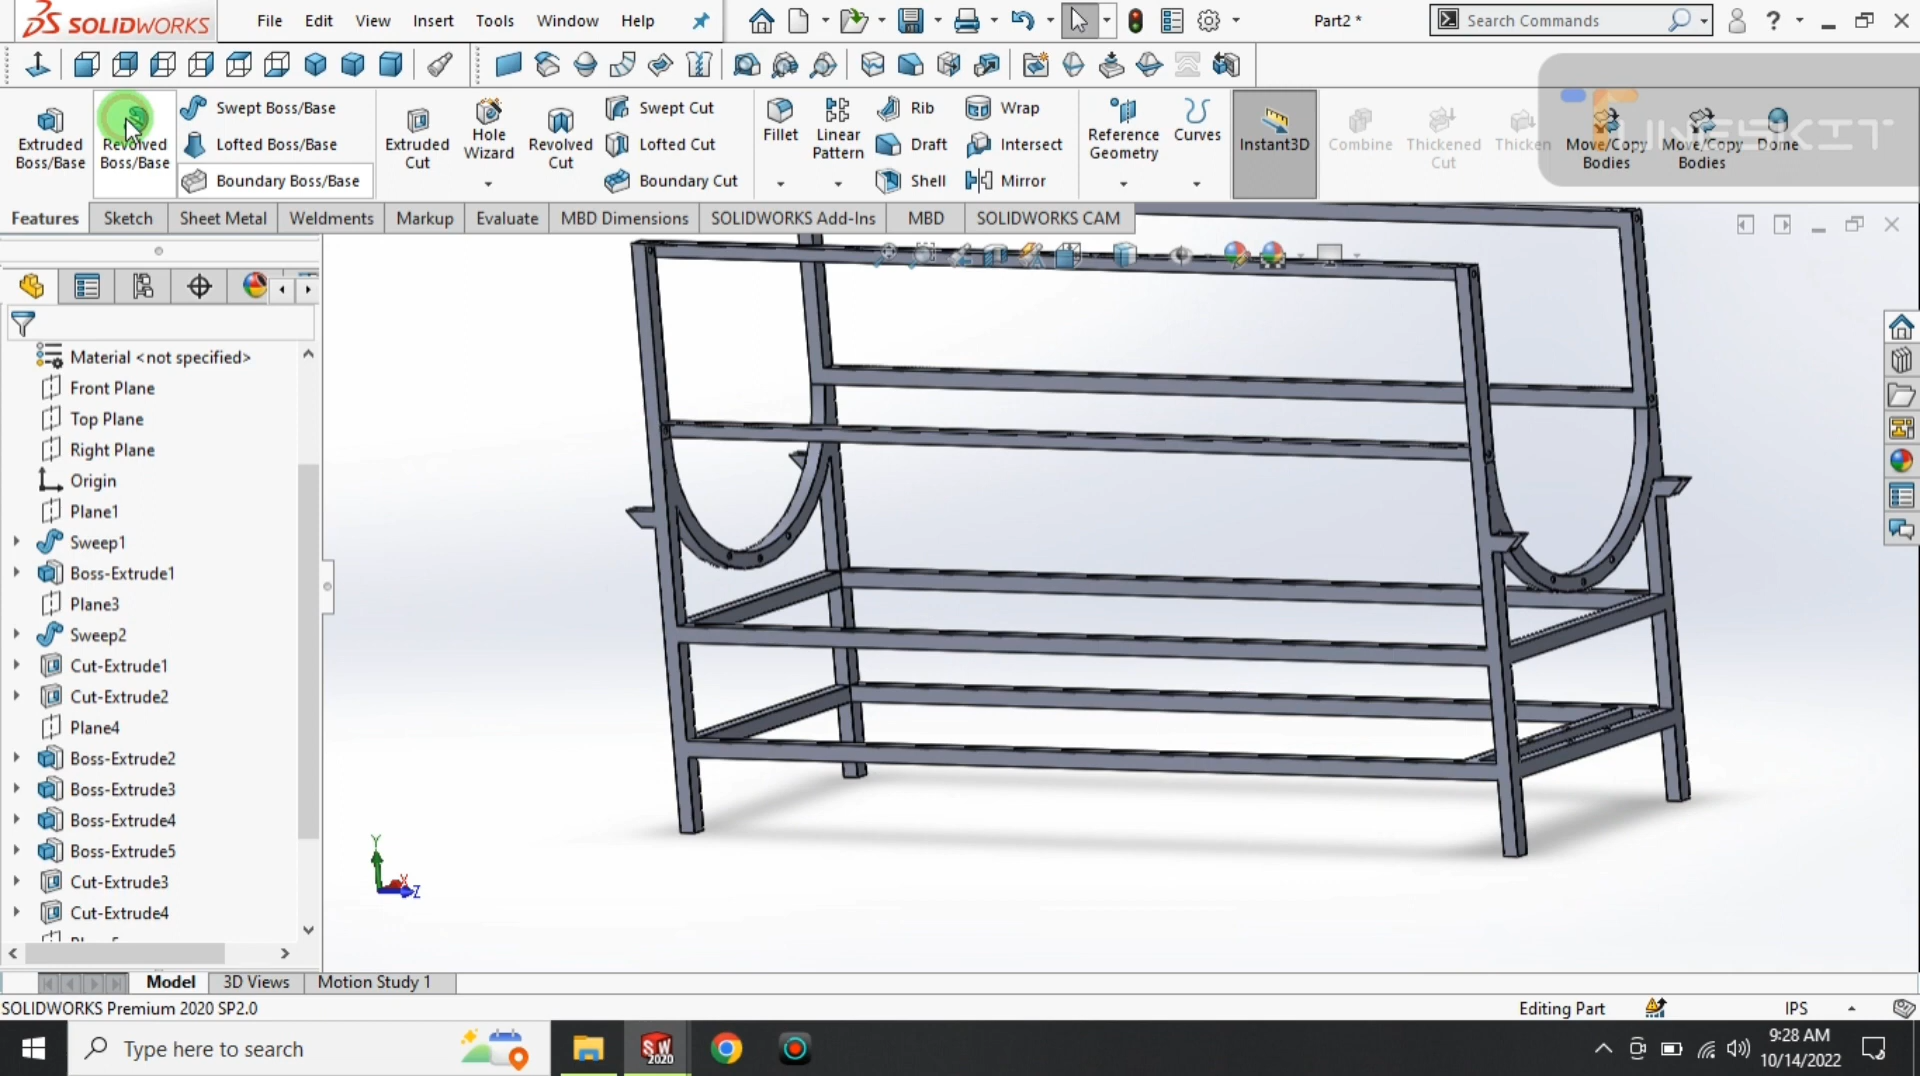 SOLIDWORKS
File Edit View Insert Tools Window Help
Part2 *
Search Commands
Extruded Boss/Base
Revolved Boss/Base
Swept Boss/Base
Lofted Boss/Base
Boundary Boss/Base
Extruded Cut
Hole Wizard
Revolved Cut
Swept Cut
Lofted Cut
Boundary Cut
Fillet
Linear Pattern
Rib
Draft
Shell
Wrap
Intersect
Mirror
Reference Geometry
Curves
Instant3D
Combine
Thickened Cut
Thicken
Move/Copy Bodies
Move/Copy Bodies
Dome
Features Sketch Sheet Metal Weldments Markup Evaluate MBD Dimensions SOLIDWORKS Add-Ins MBD SOLIDWORKS CAM
Material <not specified>
Front Plane
Top Plane
Right Plane
Origin
Plane1
Sweep1
Boss-Extrude1
Plane3
Sweep2
Cut-Extrude1
Cut-Extrude2
Plane4
Boss-Extrude2
Boss-Extrude3
Boss-Extrude4
Boss-Extrude5
Cut-Extrude3
Cut-Extrude4
Y
X
Z
Model 3D Views Motion Study 1
SOLIDWORKS Premium 2020 SP2.0
Editing Part
IPS
Type here to search
SW
2020
9:28 AM
10/14/2022